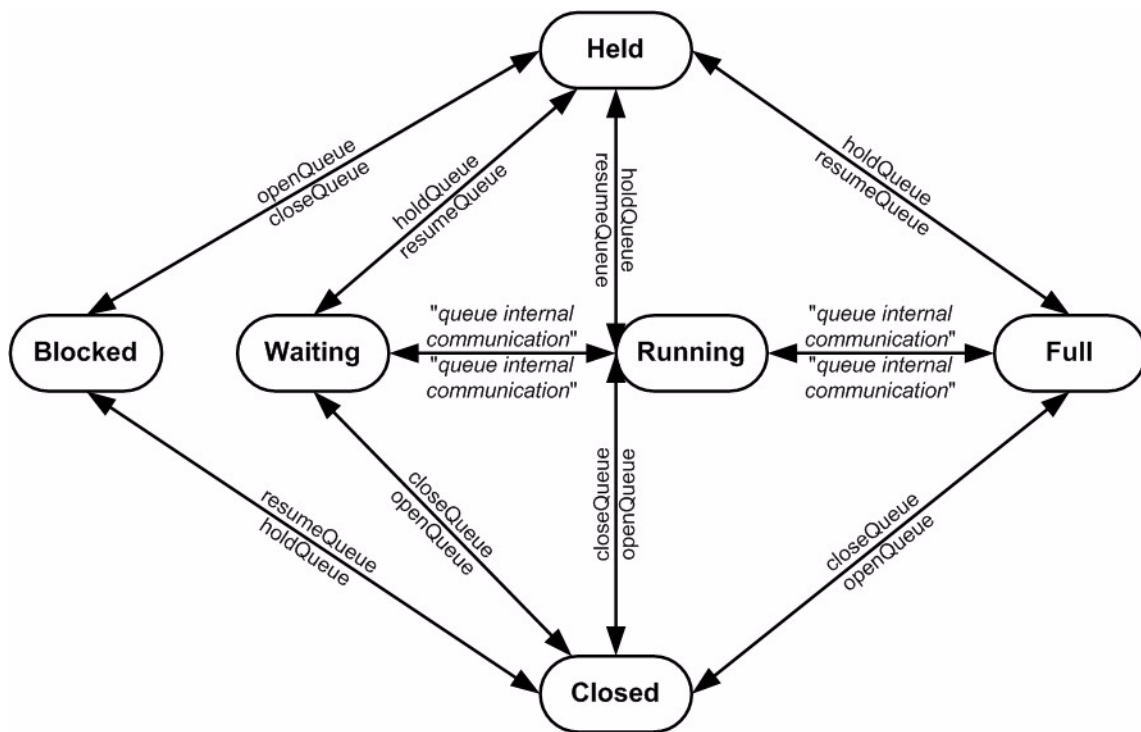 Held
openQueue
closeQueue
holdQueue
resumeQueue
holdQueue
resumeQueue
holdQueue
resumeQueue
Blocked
Waiting
"queue internal
communication"
"queue internal
communication"
Running
"queue internal
communication"
"queue internal
communication"
Full
resumeQueue
holdQueue
closeQueue
openQueue
openQueue
closeQueue
closeQueue
openQueue
Closed